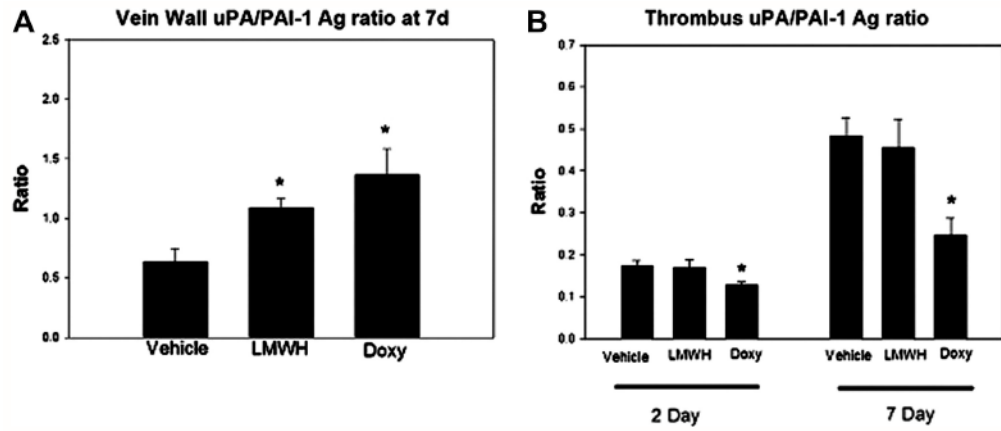 A
Vein Wall uPA/PAI-1 Ag ratio at 7d
Ratio
2.5
2.0
1.5
1.0
0.5
0.0
*
*
Vehicle LMWH Doxy
B
Thrombus uPA/PAI-1 Ag ratio
Ratio
0.7
0.6
0.5
0.4
0.3
0.2
0.1
0.0
*
*
Vehicle LMWH Doxy Vehicle LMWH Doxy
2 Day 7 Day